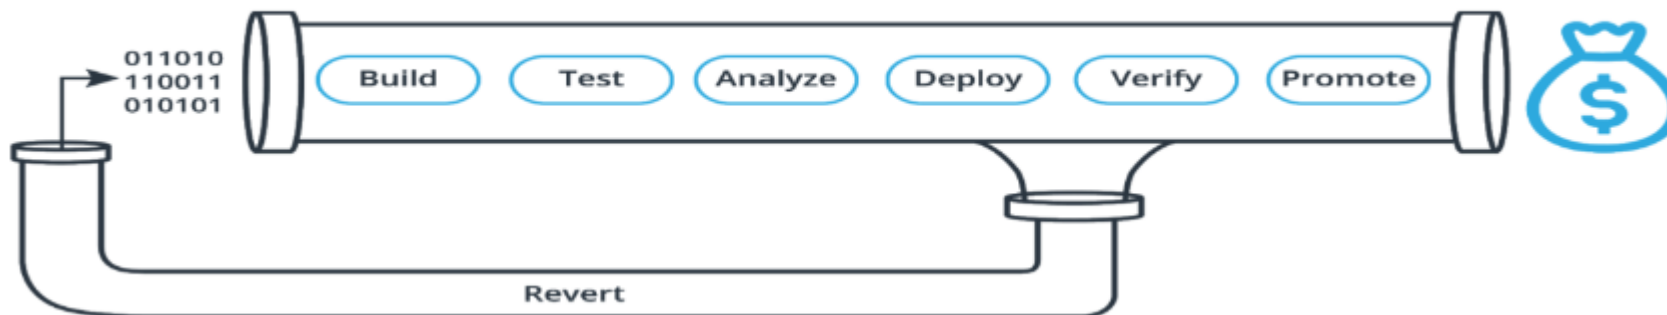 011010
110011
010101
Build
Test
Analyze
Deploy
Verify
Promote
$
Revert